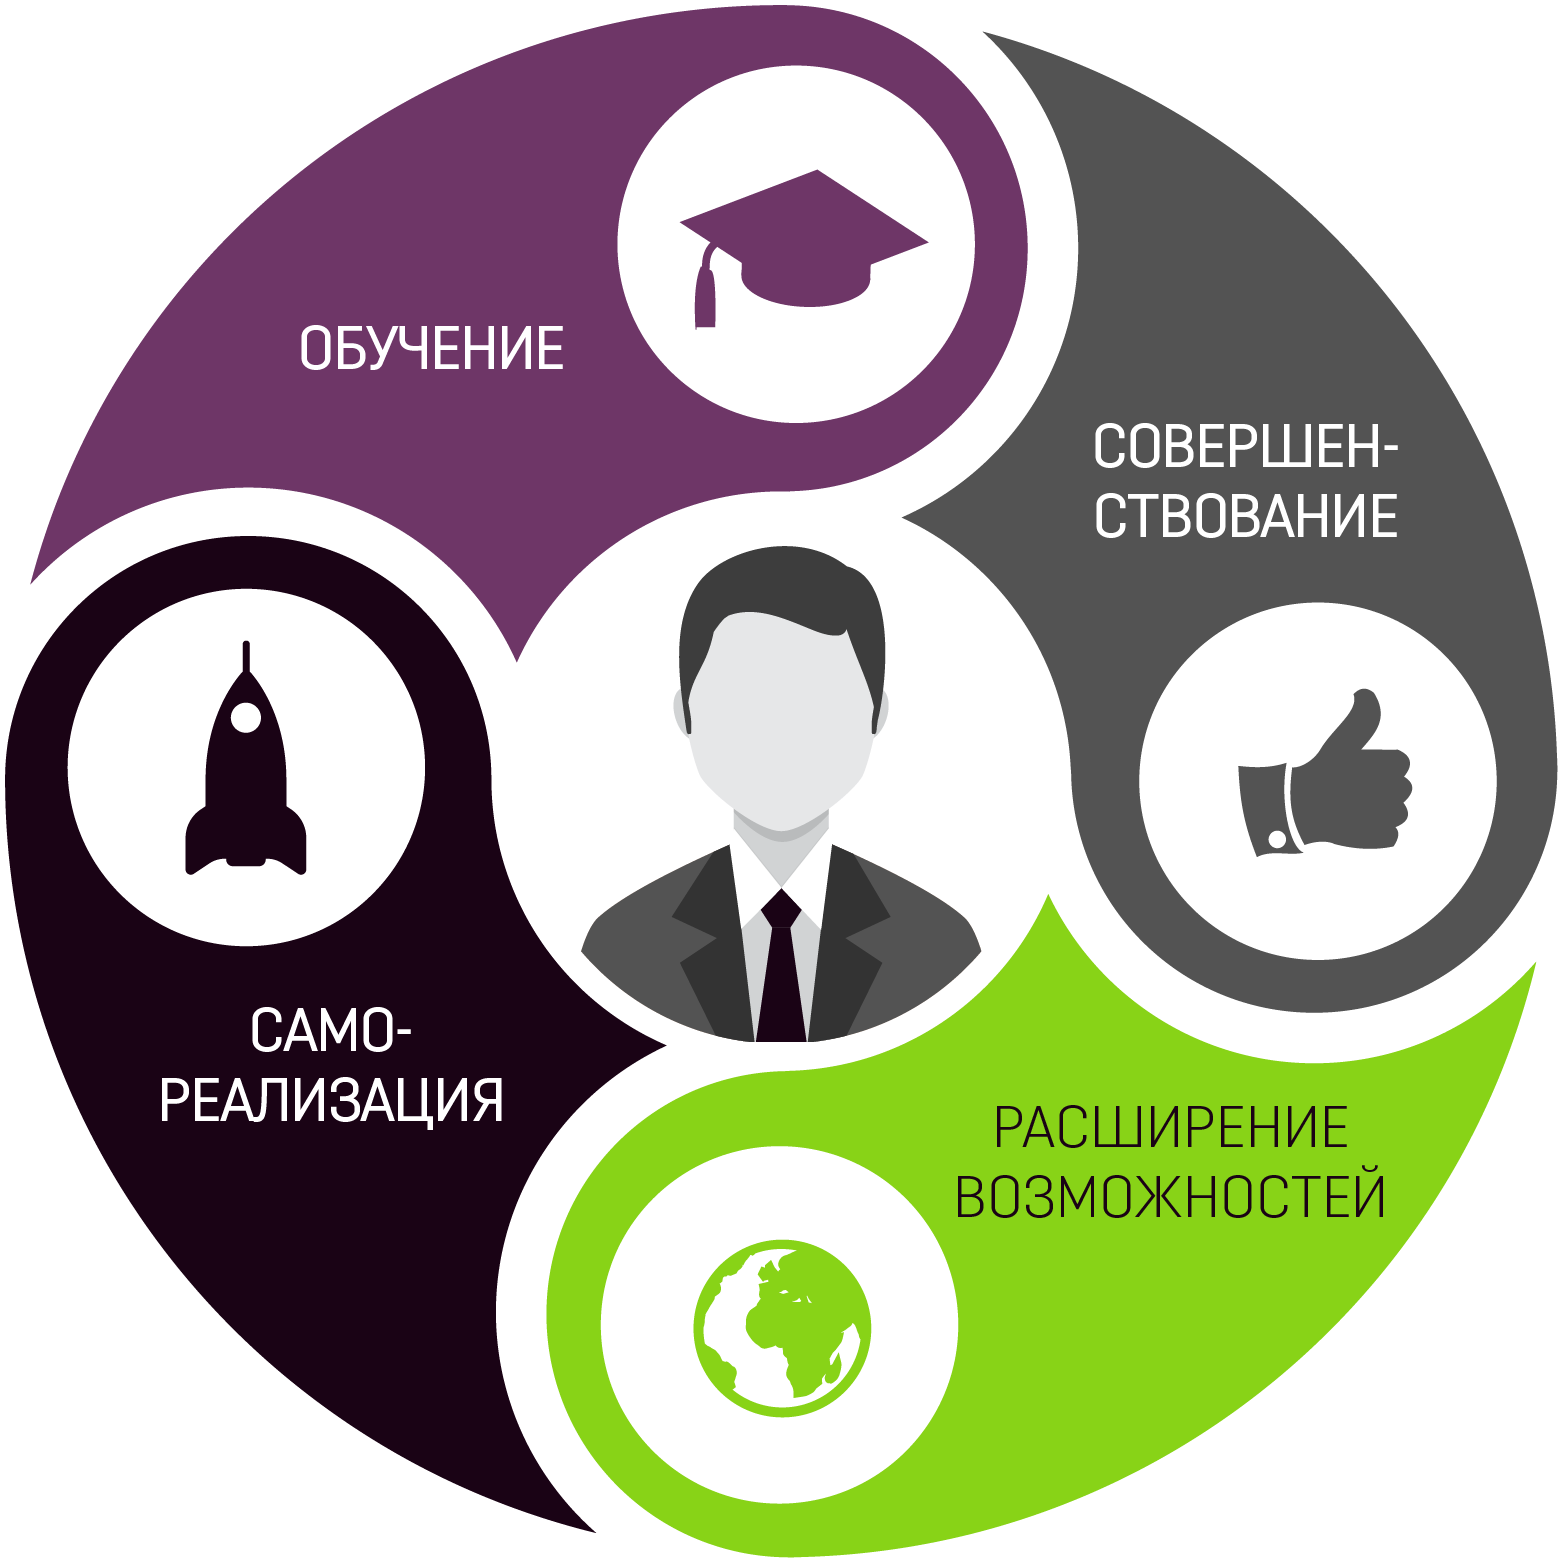 ОБУЧЕНИЕ
СОВЕРШЕН-
СТВОВАНИЕ
САМО-
РЕАЛИЗАЦИЯ
РАСШИРЕНИЕ
ВОЗМОЖНОСТЕЙ